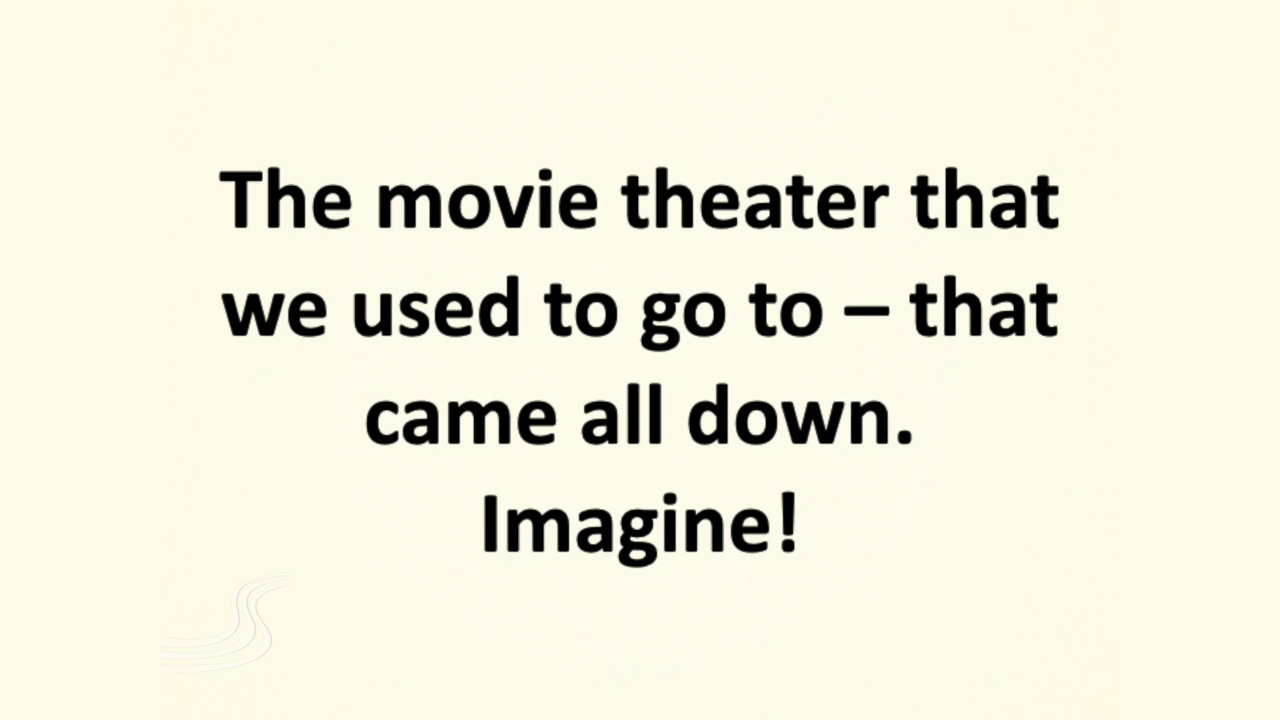 The movie theater that
we used to go to – that
came all down.
Imagine!